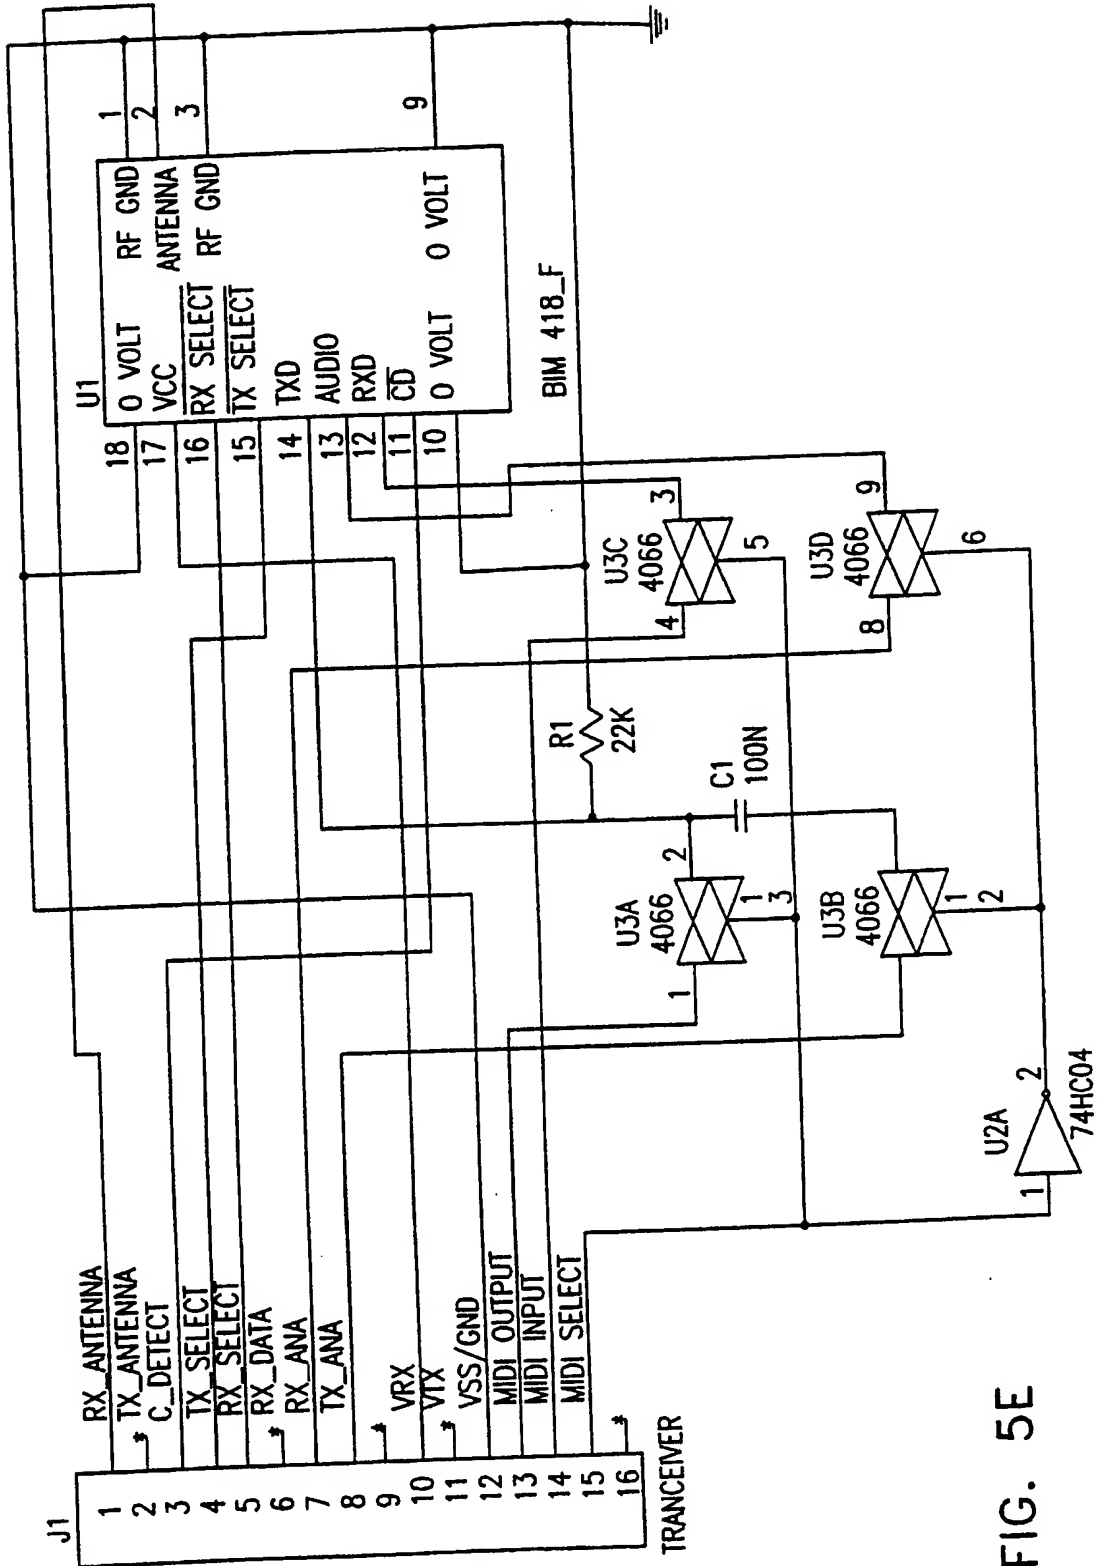 J1
1
2
3
4
5
6
7
8
9
10
11
12
13
14
15
16
TRANCEIVER
RX_ANTENNA
TX_ANTENNA
*
C_DETECT
TX_SELECT
RX_SELECT
RX_DATA
*
RX_ANA
TX_ANA
*
VRX
VTX
*
VSS/GND
MIDI OUTPUT
MIDI INPUT
MIDI SELECT
*
U1
18
17
16
15
14
13
12
11
10
O VOLT
VCC
RX SELECT
TX SELECT
TXD
AUDIO
RXD
CD
O VOLT
RF GND
ANTENNA
RF GND
O VOLT
1
2
3
9
BIM 418_F
U3C
4066
4
3
5
U3D
4066
8
9
6
R1
22K
C1
100N
U3A
4066
1
2
1
3
U3B
4066
1
2
U2A
1
2
74HC04
FIG. 5E